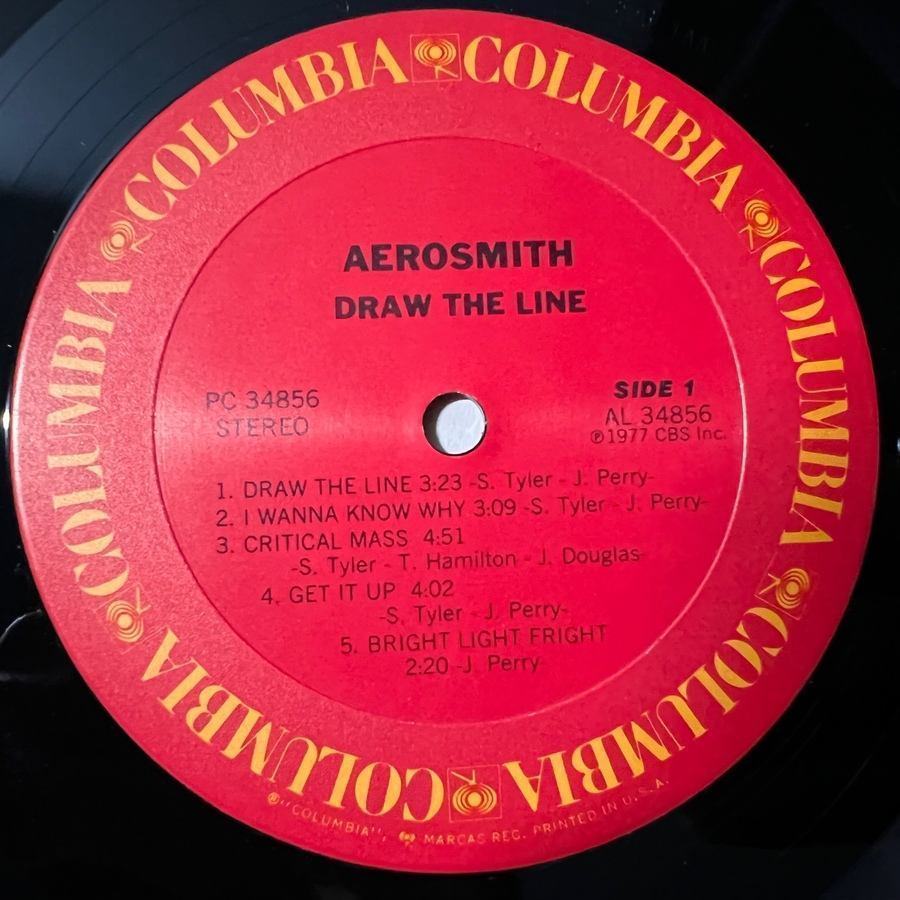 COLUMBIA COLUMBIA COLUMBIA COLUMBIA COLUMBIA COLUMBIA COLUMBIA COLUMBIA
AEROSMITH
DRAW THE LINE
PC 34856
STEREO
SIDE 1
AL 34856
℗1977 CBS Inc.
1. DRAW THE LINE 3:23 -S. Tyler - J. Perry-
2. I WANNA KNOW WHY 3:09 -S. Tyler - J. Perry-
3. CRITICAL MASS 4:51
-S. Tyler - T. Hamilton - J. Douglas-
4. GET IT UP 4:02
-S. Tyler - J. Perry-
5. BRIGHT LIGHT FRIGHT
2:20 -J. Perry-
® "COLUMBIA", MARCAS REG. PRINTED IN U.S.A.